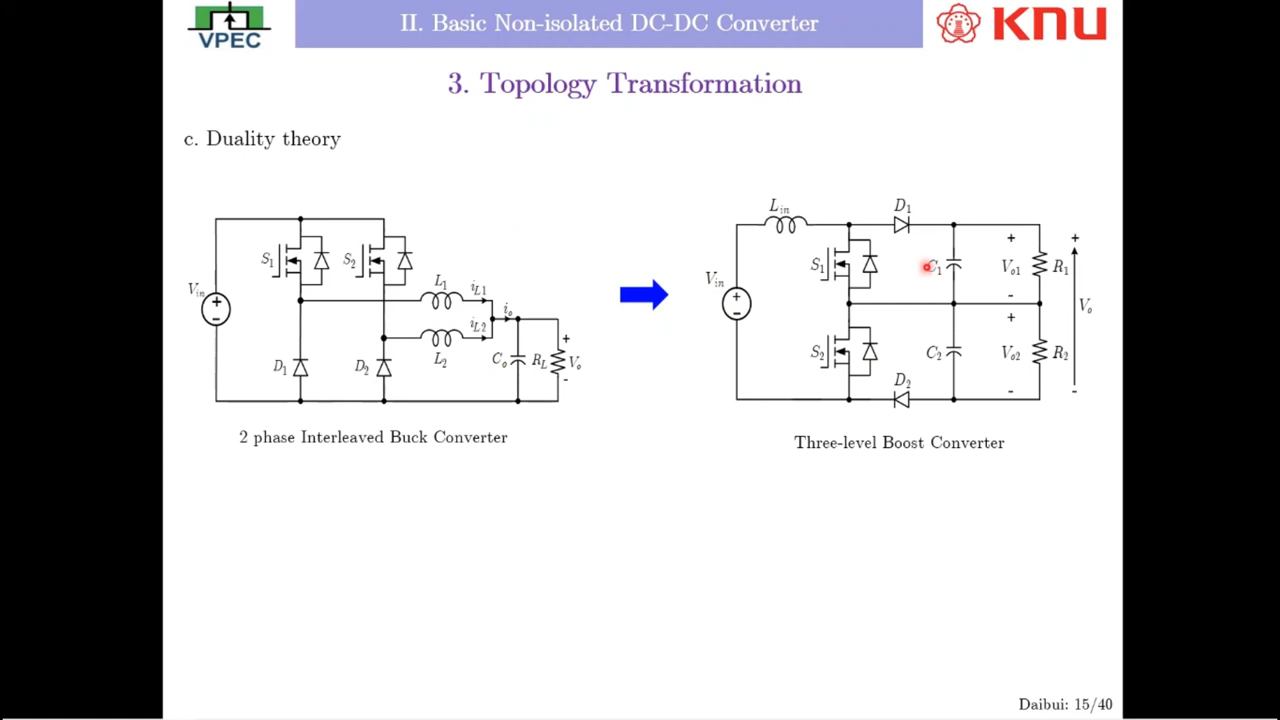 VPEC
II. Basic Non-isolated DC-DC Converter
KNU
3. Topology Transformation
c. Duality theory
Vin
S1
S2
L1
iL1
io
iL2
L2
D1
D2
Co
RL
+
Vo
-
2 phase Interleaved Buck Converter
Lin
D1
Vin
S1
C1
+
Vo1
-
R1
+
Vo
-
S2
C2
+
Vo2
-
R2
D2
Three-level Boost Converter
Daibui: 15/40